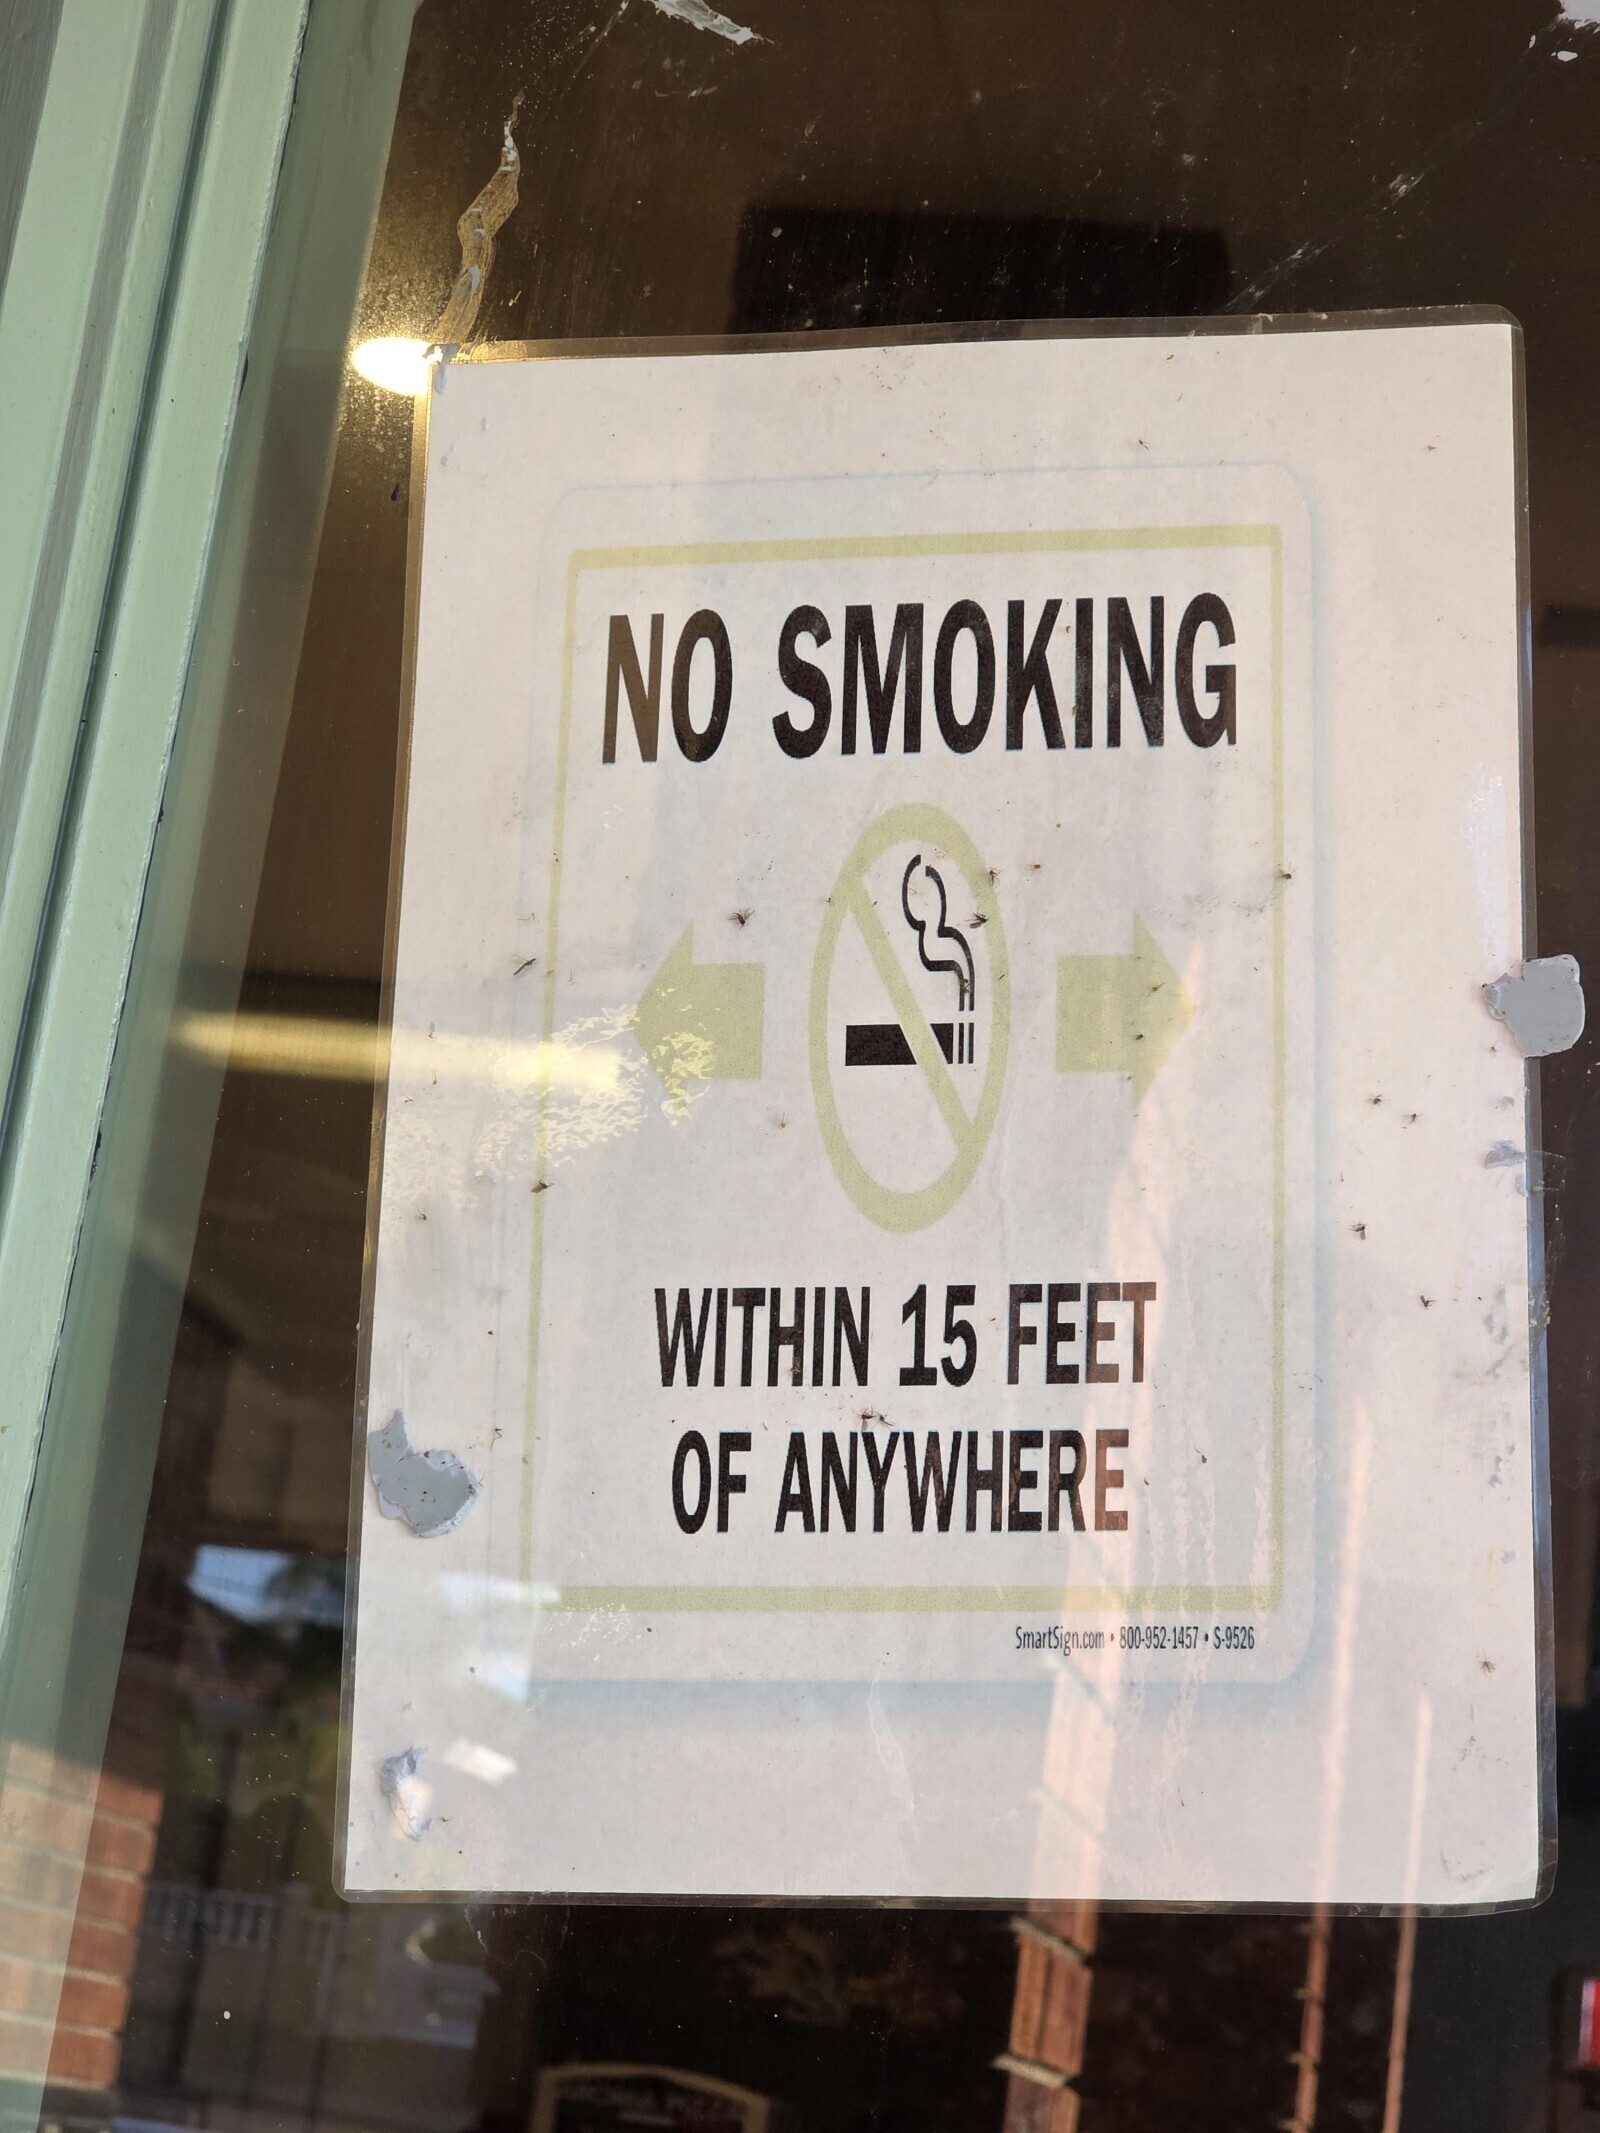 NO SMOKING
WITHIN 15 FEET
OF ANYWHERE
SmartSign.com • 800-952-1457 • S-9526